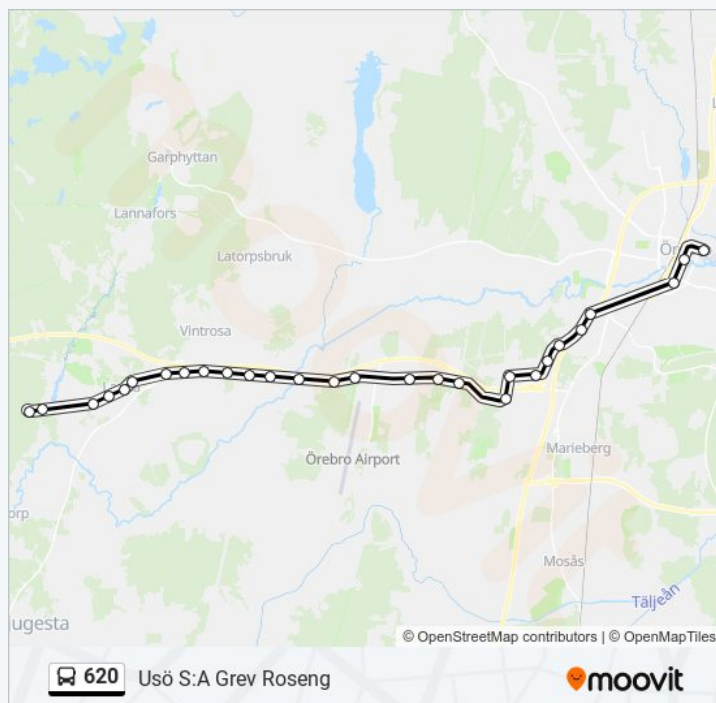 Garphyttan
Lannafors
Latorpsbruk
Ör
Vintrosa
Örebro Airport
Marieberg
Mosås
Täljeån
orp
ugesta
© OpenStreetMap contributors | © OpenMapTiles
620 Usö S:A Grev Roseng
moovit